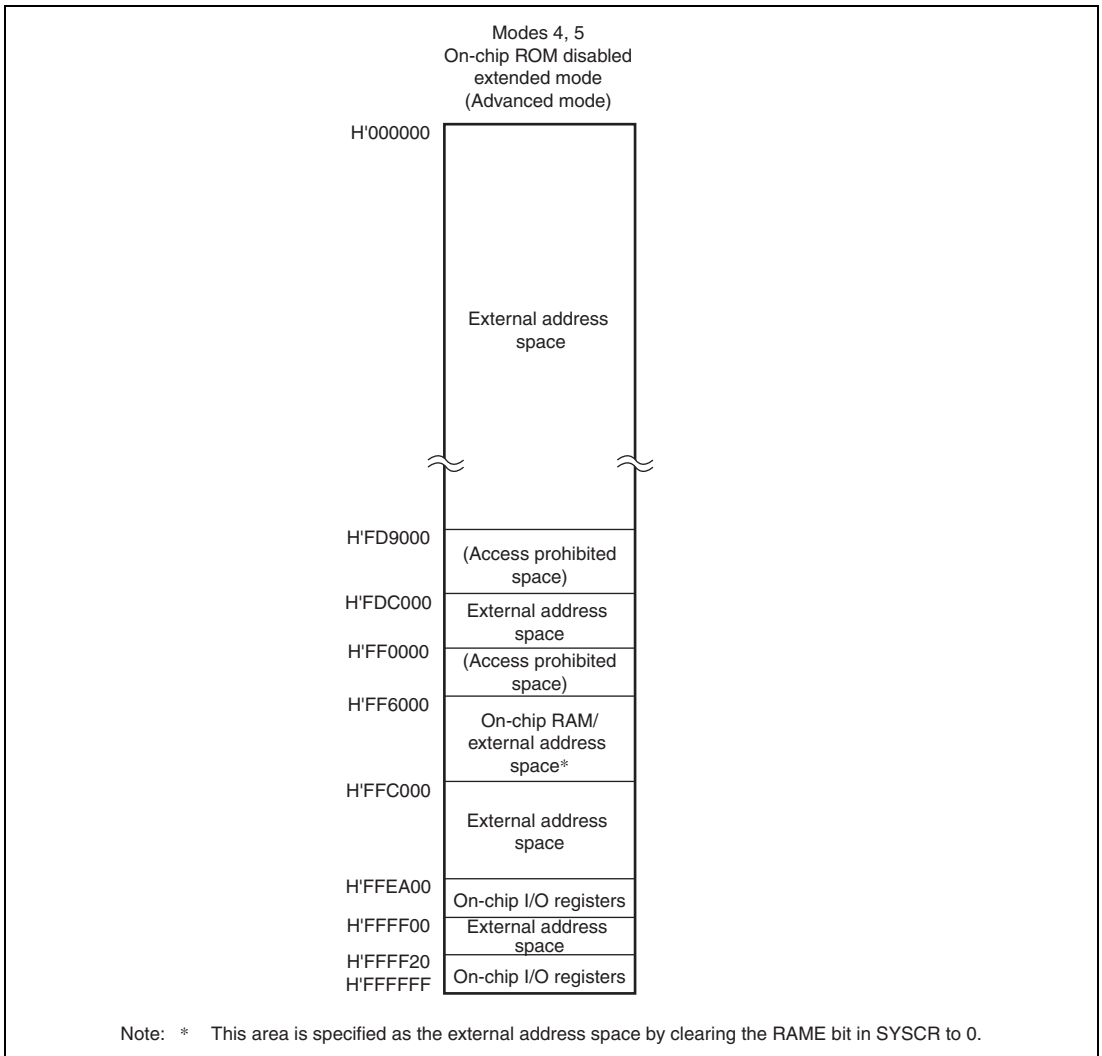 Modes 4, 5
On-chip ROM disabled
extended mode
(Advanced mode)
H'000000
External address
space
H'FD9000
(Access prohibited
space)
H'FDC000
External address
space
H'FF0000
(Access prohibited
space)
H'FF6000
On-chip RAM/
external address
space*
H'FFC000
External address
space
H'FFEA00
On-chip I/O registers
H'FFFF00
External address
space
H'FFFF20
On-chip I/O registers
H'FFFFFF
Note: * This area is specified as the external address space by clearing the RAME bit in SYSCR to 0.